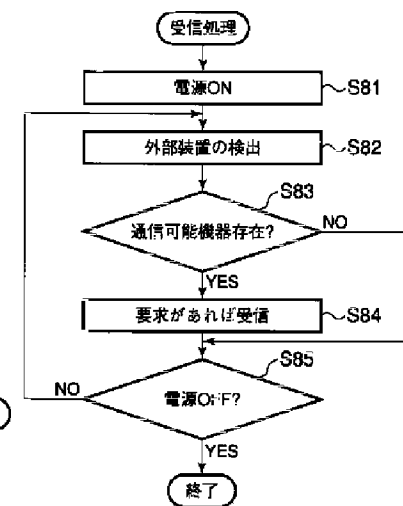 受信処理
電源ON
S81
外部装置の検出
S82
S83
通信可能機器存在?
NO
YES
要求があれば受信
S84
S85
NO
電源OFF?
YES
終了